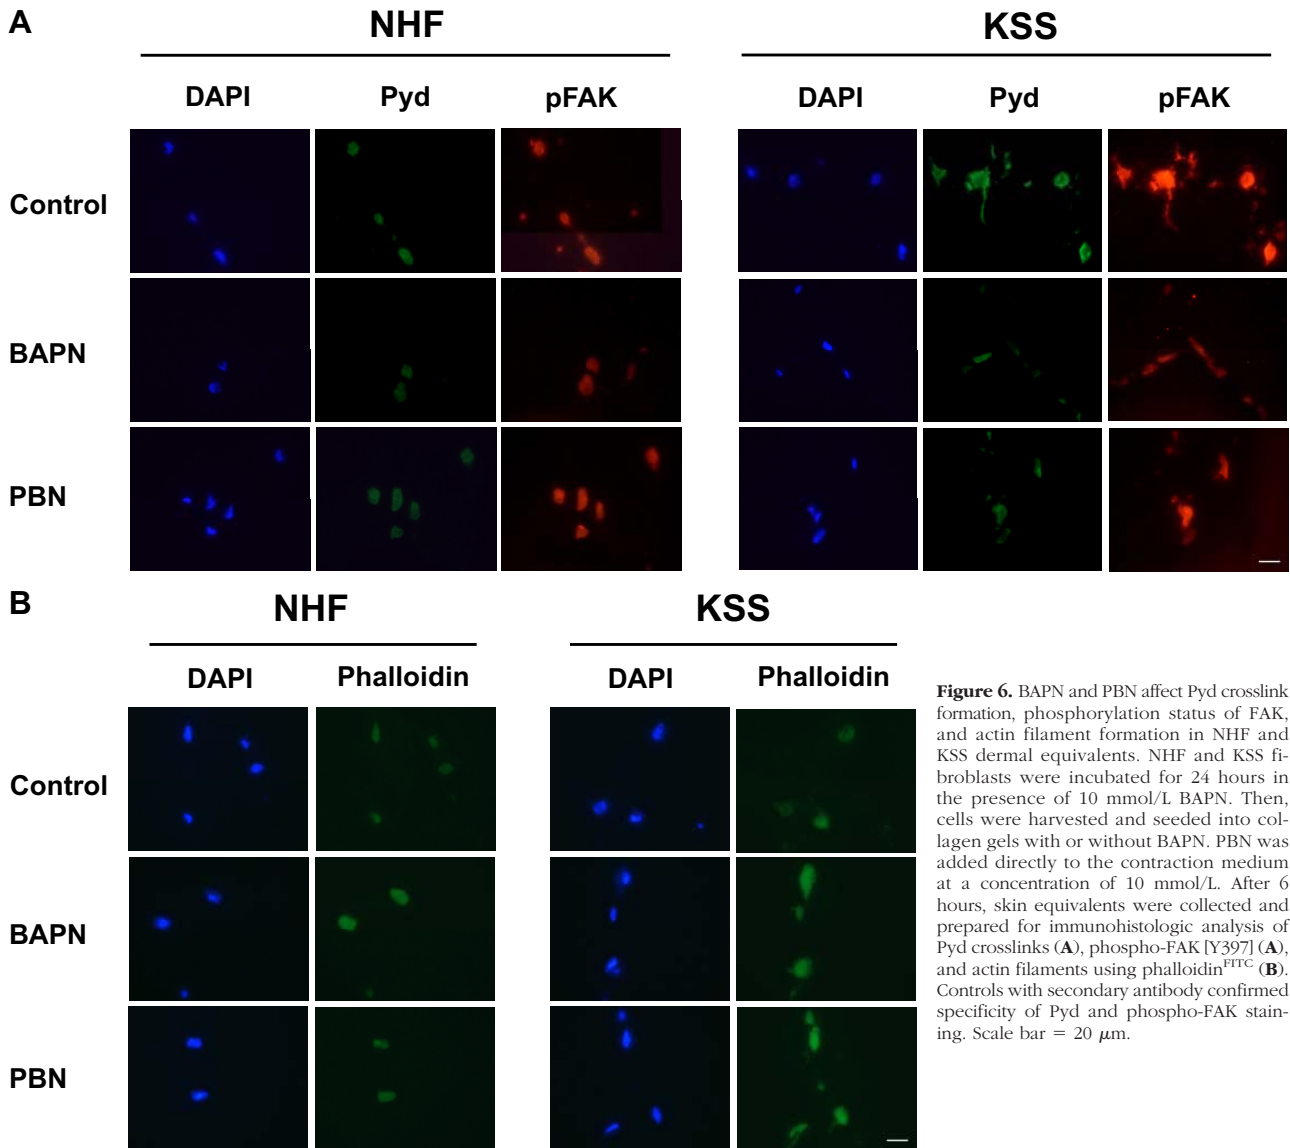 A
NHF
KSS
DAPI Pyd pFAK
DAPI Pyd pFAK
Control
BAPN
PBN
B
NHF
KSS
DAPI Phalloidin
DAPI Phalloidin
Control
BAPN
PBN
Figure 6. BAPN and PBN affect Pyd crosslink
formation, phosphorylation status of FAK,
and actin filament formation in NHF and
KSS dermal equivalents. NHF and KSS fi-
broblasts were incubated for 24 hours in
the presence of 10 mmol/L BAPN. Then,
cells were harvested and seeded into col-
lagen gels with or without BAPN. PBN was
added directly to the contraction medium
at a concentration of 10 mmol/L. After 6
hours, skin equivalents were collected and
prepared for immunohistologic analysis of
Pyd crosslinks (A), phospho-FAK [Y397] (A),
and actin filaments using phalloidin^FITC (B).
Controls with secondary antibody confirmed
specificity of Pyd and phospho-FAK stain-
ing. Scale bar = 20 μm.